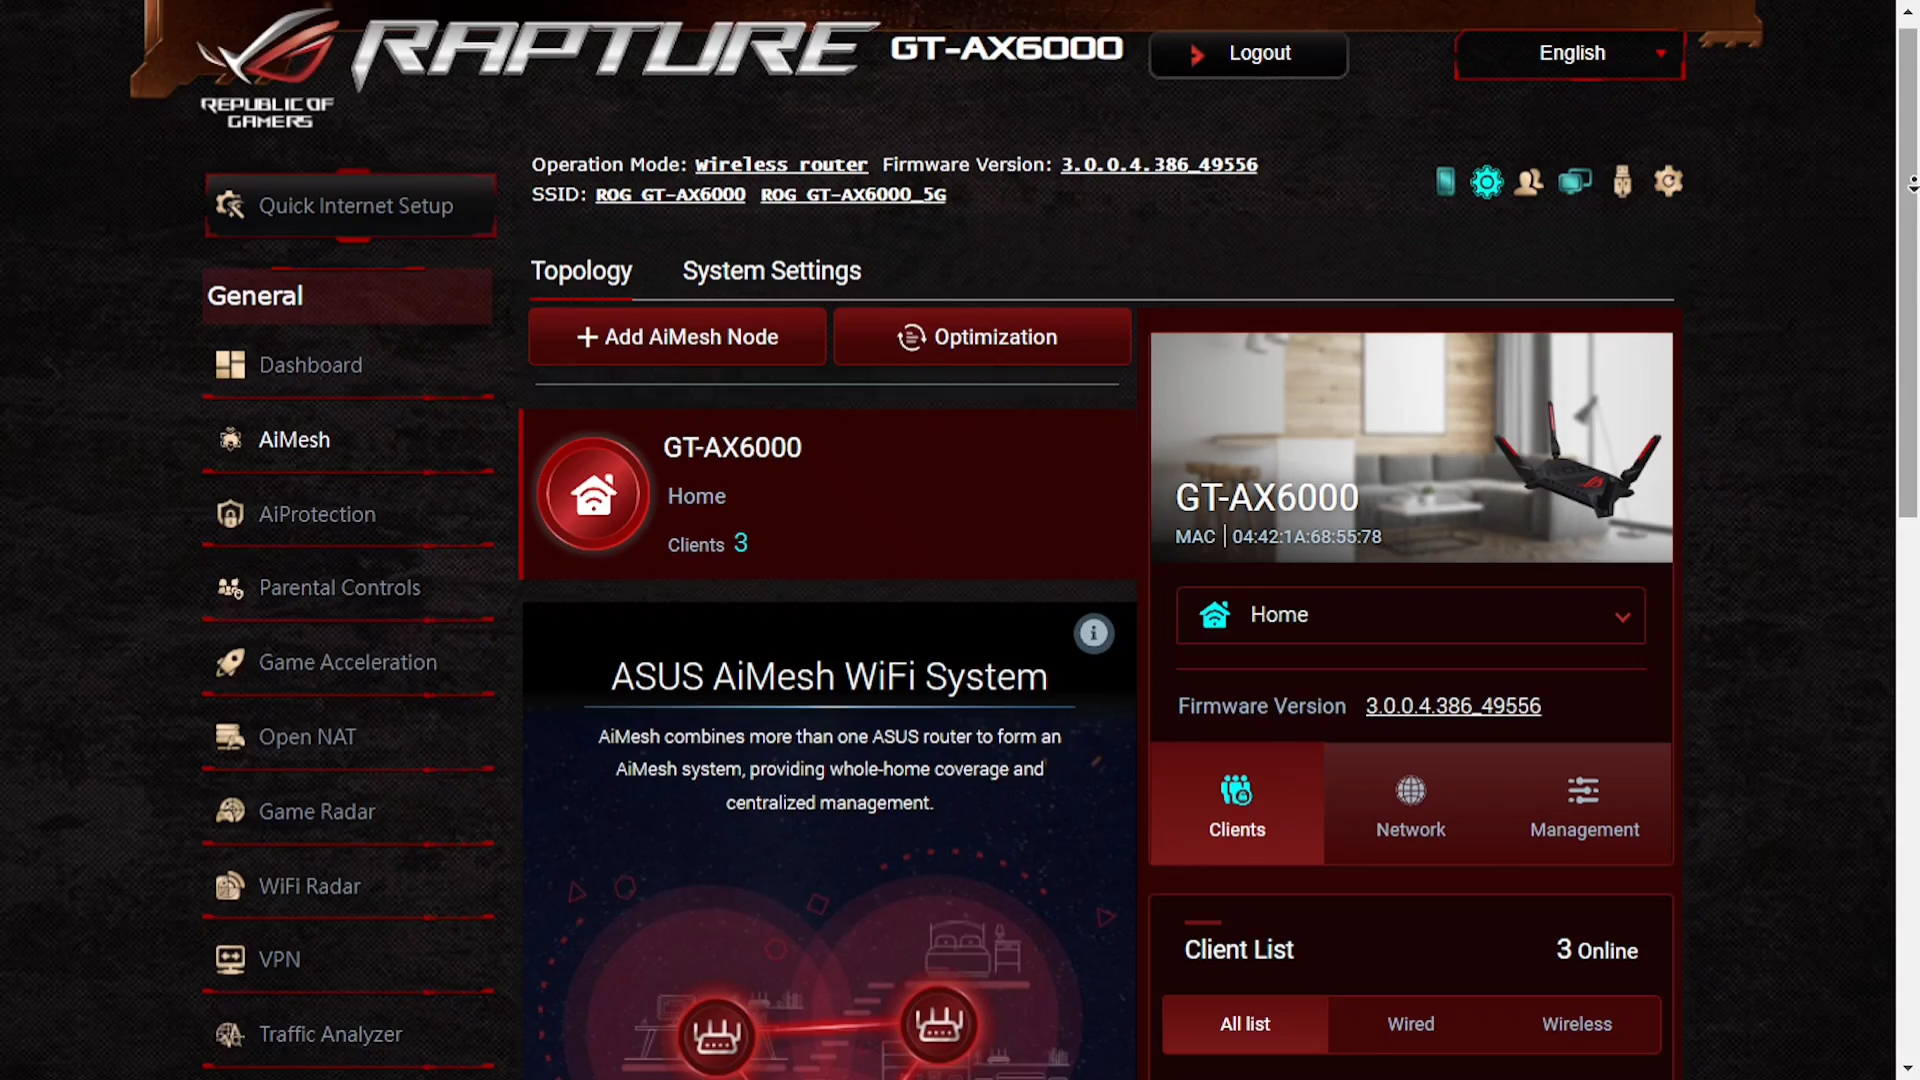 RAPTURE GT-AX6000 Logout English
REPUBLIC OF
GAMERS
Operation Mode: Wireless router Firmware Version: 3.0.0.4.386_49556
SSID: ROG GT-AX6000 ROG GT-AX6000_5G
Quick Internet Setup
General
Dashboard
AiMesh
AiProtection
Parental Controls
Game Acceleration
Open NAT
Game Radar
WiFi Radar
VPN
Traffic Analyzer
Topology System Settings
+ Add AiMesh Node Optimization
GT-AX6000
Home
Clients 3
ASUS AiMesh WiFi System
AiMesh combines more than one ASUS router to form an
AiMesh system, providing whole-home coverage and
centralized management.
GT-AX6000
MAC | 04:42:1A:68:55:78
Home
Firmware Version 3.0.0.4.386_49556
Clients Network Management
Client List 3 Online
All list Wired Wireless